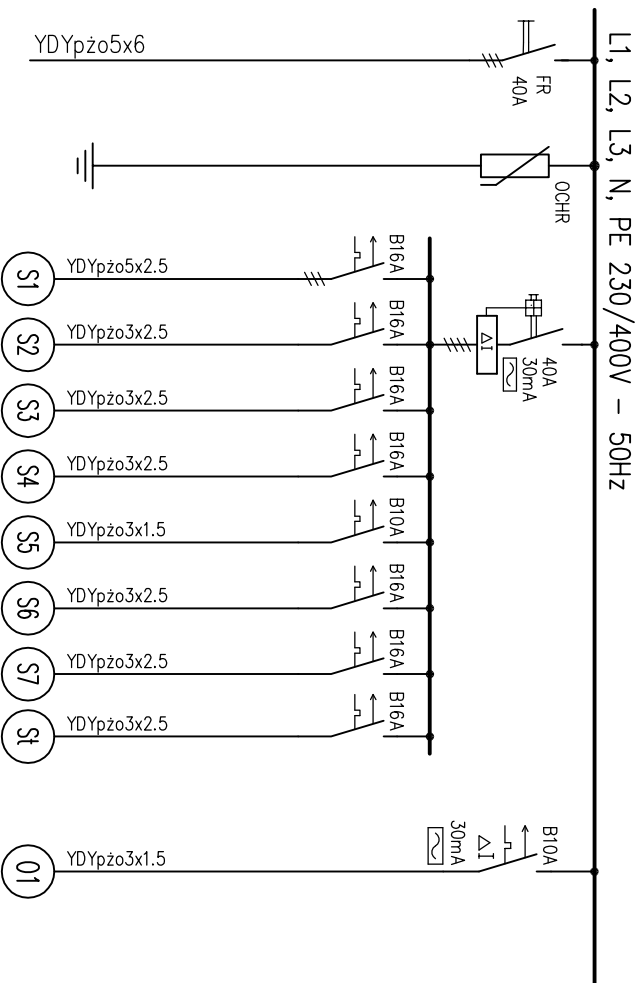 L1, L2, L3, N, PE 230/400V - 50Hz
YDYpżo5x6
FR
40A
OCHR
40A
30mA
ΔI
B16A
YDYpżo5x2.5
S1
B16A
YDYpżo3x2.5
S2
B16A
YDYpżo3x2.5
S3
B16A
YDYpżo3x2.5
S4
B10A
YDYpżo3x1.5
S5
B16A
YDYpżo3x2.5
S6
B16A
YDYpżo3x2.5
S7
B16A
YDYpżo3x2.5
St
B10A
ΔI
30mA
YDYpżo3x1.5
01